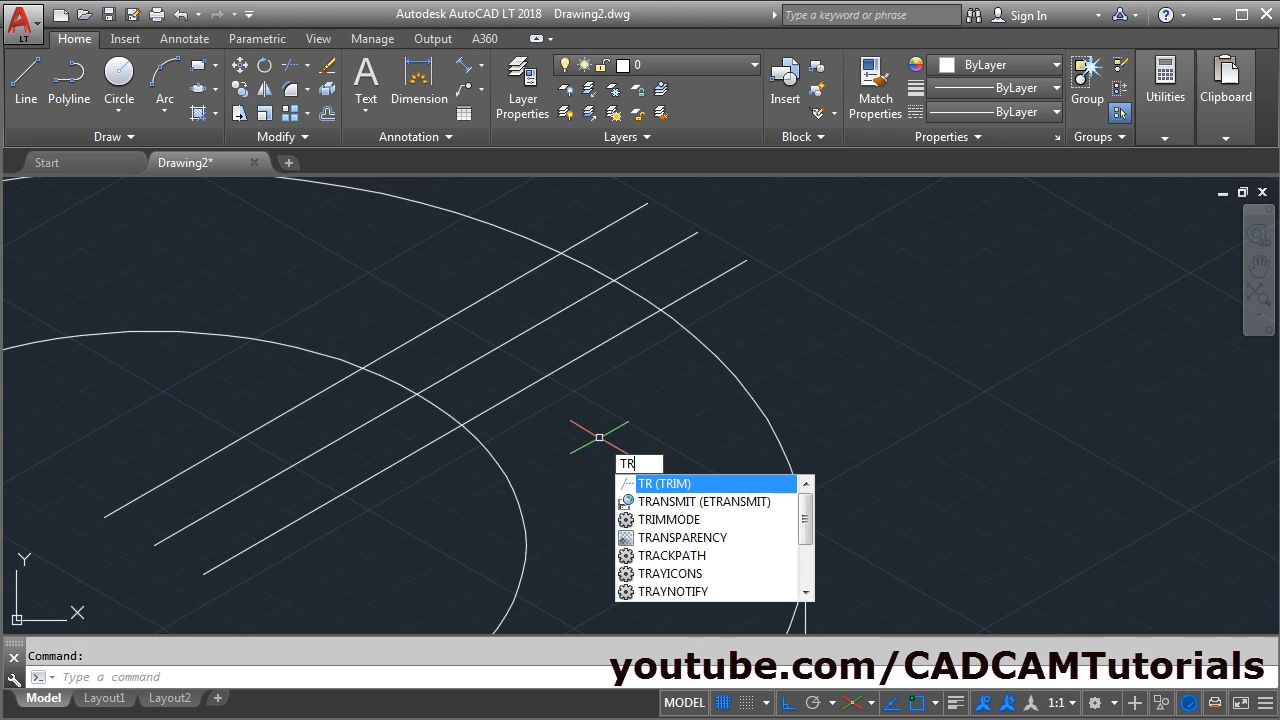 Autodesk AutoCAD LT 2018 Drawing2.dwg
Type a keyword or phrase
Sign In
LT
Home Insert Annotate Parametric View Manage Output A360
Line Polyline Circle Arc
Text Dimension
Layer Properties
0
Insert
Match Properties
ByLayer
ByLayer
ByLayer
Group
Utilities
Clipboard
Draw Modify Annotation Layers Block Properties Groups
Start Drawing2*
TR
TR (TRIM)
TRANSMIT (ETRANSMIT)
TRIMMODE
TRANSPARENCY
TRACKPATH
TRAYICONS
TRAYNOTIFY
Y
X
Command:
Type a command
youtube.com/CADCAMTutorials
Model Layout1 Layout2
MODEL
1:1